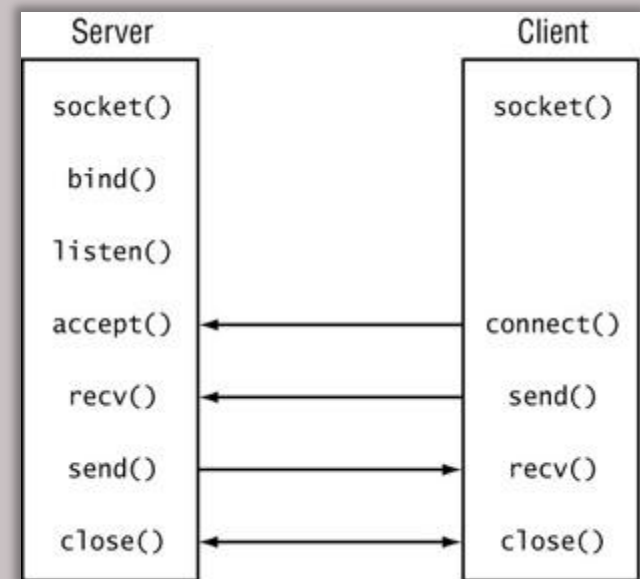 Server Client
socket() socket()
bind()
listen()
accept() connect()
recv() send()
send() recv()
close() close()